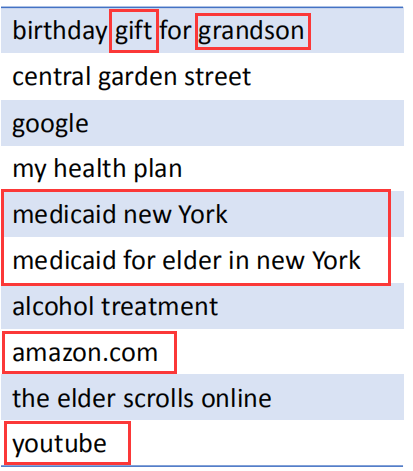 birthday gift for grandson
central garden street
google
my health plan
medicaid new York
medicaid for elder in new York
alcohol treatment
amazon.com
the elder scrolls online
youtube